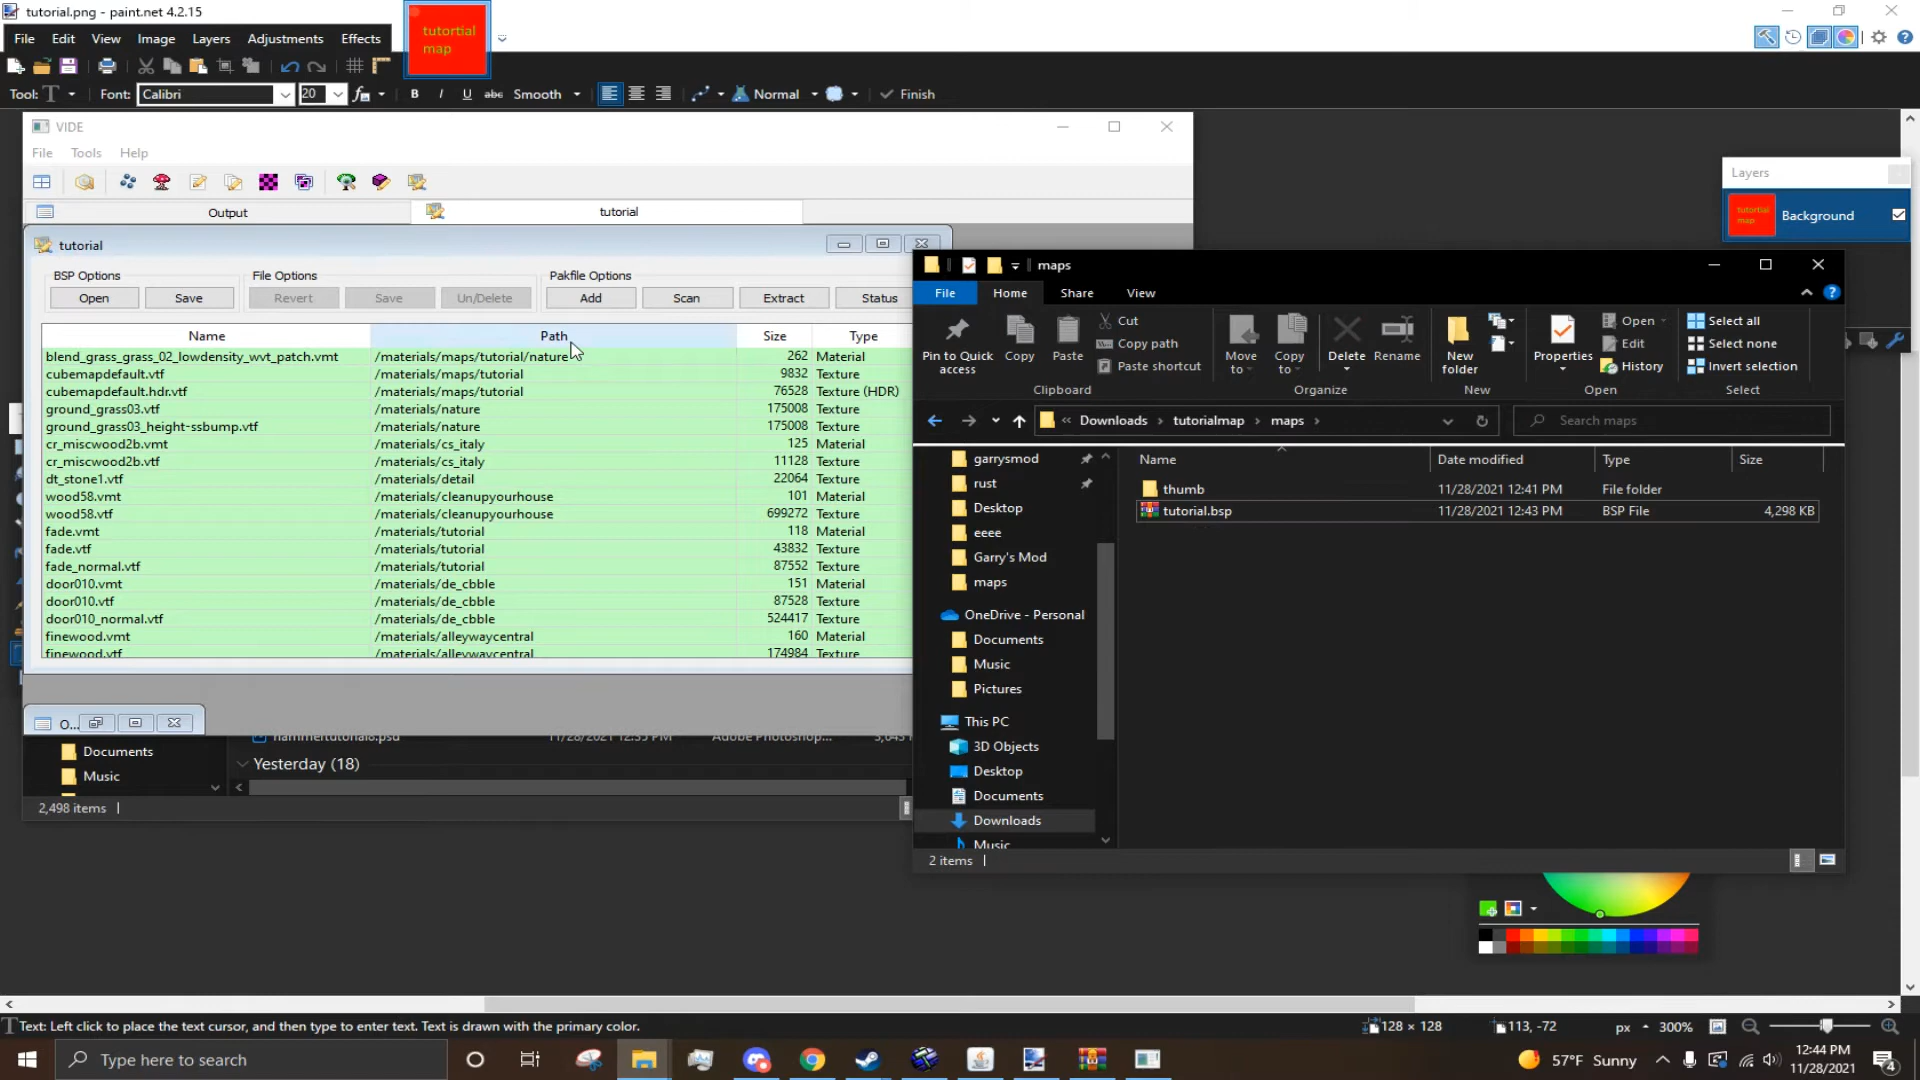 tutorial.png - paint.net 4.2.15
File Edit View Image Layers Adjustments Effects
tutortial
map
Tool: T Font: Calibri 20 B I U abc Smooth Normal Finish
VIDE
File Tools Help
Output tutorial
tutorial
BSP Options File Options Pakfile Options
Open Save Revert Save Un/Delete Add Scan Extract Status
Name Path Size Type
blend_grass_grass_02_lowdensity_wvt_patch.vmt /materials/maps/tutorial/nature 262 Material
cubemapdefault.vtf /materials/maps/tutorial 9832 Texture
cubemapdefault.hdr.vtf /materials/maps/tutorial 76528 Texture (HDR)
ground_grass03.vtf /materials/nature 175008 Texture
ground_grass03_height-ssbump.vtf /materials/nature 175008 Texture
cr_miscwood2b.vmt /materials/cs_italy 125 Material
cr_miscwood2b.vtf /materials/cs_italy 11128 Texture
dt_stone1.vtf /materials/detail 22064 Texture
wood58.vmt /materials/cleanupyourhouse 101 Material
wood58.vtf /materials/cleanupyourhouse 699272 Texture
fade.vmt /materials/tutorial 118 Material
fade.vtf /materials/tutorial 43832 Texture
fade_normal.vtf /materials/tutorial 87552 Texture
door010.vmt /materials/de_cbble 151 Material
door010.vtf /materials/de_cbble 87528 Texture
door010_normal.vtf /materials/de_cbble 524417 Texture
finewood.vmt /materials/alleywaycentral 160 Material
finewood.vtf /materials/alleywaycentral 174984 Texture
O...
hammertutorial6.psd 11/28/2021 12:35 PM Adobe Photoshop...
Documents
Yesterday (18)
Music
2,498 items
Layers
tutortial
map
Background
maps
File Home Share View
Pin to Quick access
Copy
Paste
Cut
Copy path
Paste shortcut
Clipboard
Move to
Copy to
Delete
Rename
Organize
New folder
New
Properties
Open
Edit
History
Open
Select all
Select none
Invert selection
Select
« Downloads tutorialmap maps
Search maps
garrysmod
rust
Desktop
eeee
Garry's Mod
maps
OneDrive - Personal
Documents
Music
Pictures
This PC
3D Objects
Desktop
Documents
Downloads
Music
Name Date modified Type Size
thumb 11/28/2021 12:41 PM File folder
tutorial.bsp 11/28/2021 12:43 PM BSP File 4,298 KB
2 items
Text: Left click to place the text cursor, and then type to enter text. Text is drawn with the primary color.
128 × 128 113, -72 px 300%
Type here to search
57°F Sunny
12:44 PM
11/28/2021
4